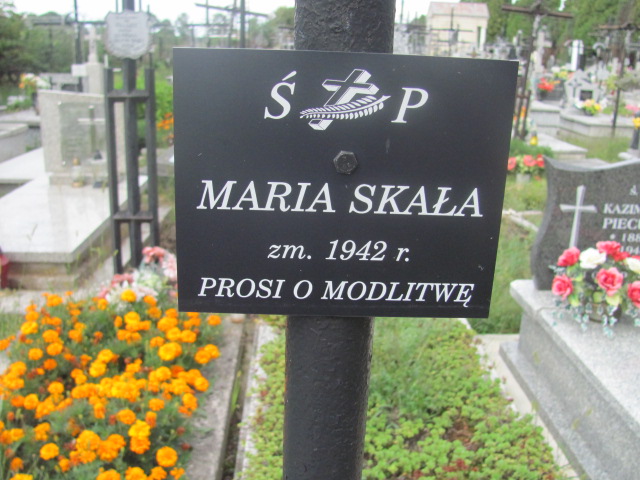 Ś P
MARIA SKAŁA
zm. 1942 r.
PROSI O MODLITWĘ